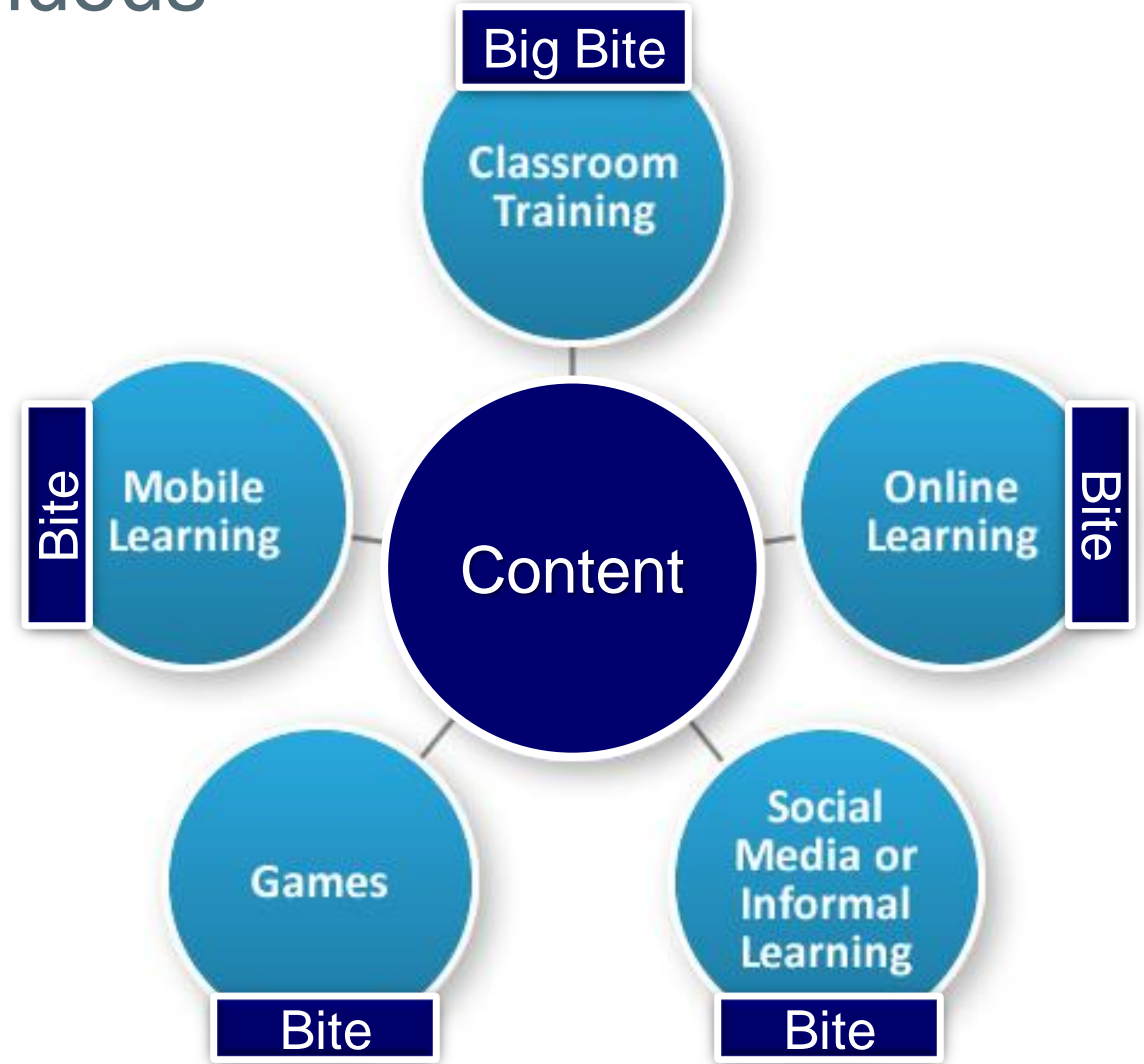 Big Bite
Classroom
Training
Bite
Mobile
Learning
Content
Online
Learning
Bite
Games
Bite
Social
Media or
Informal
Learning
Bite